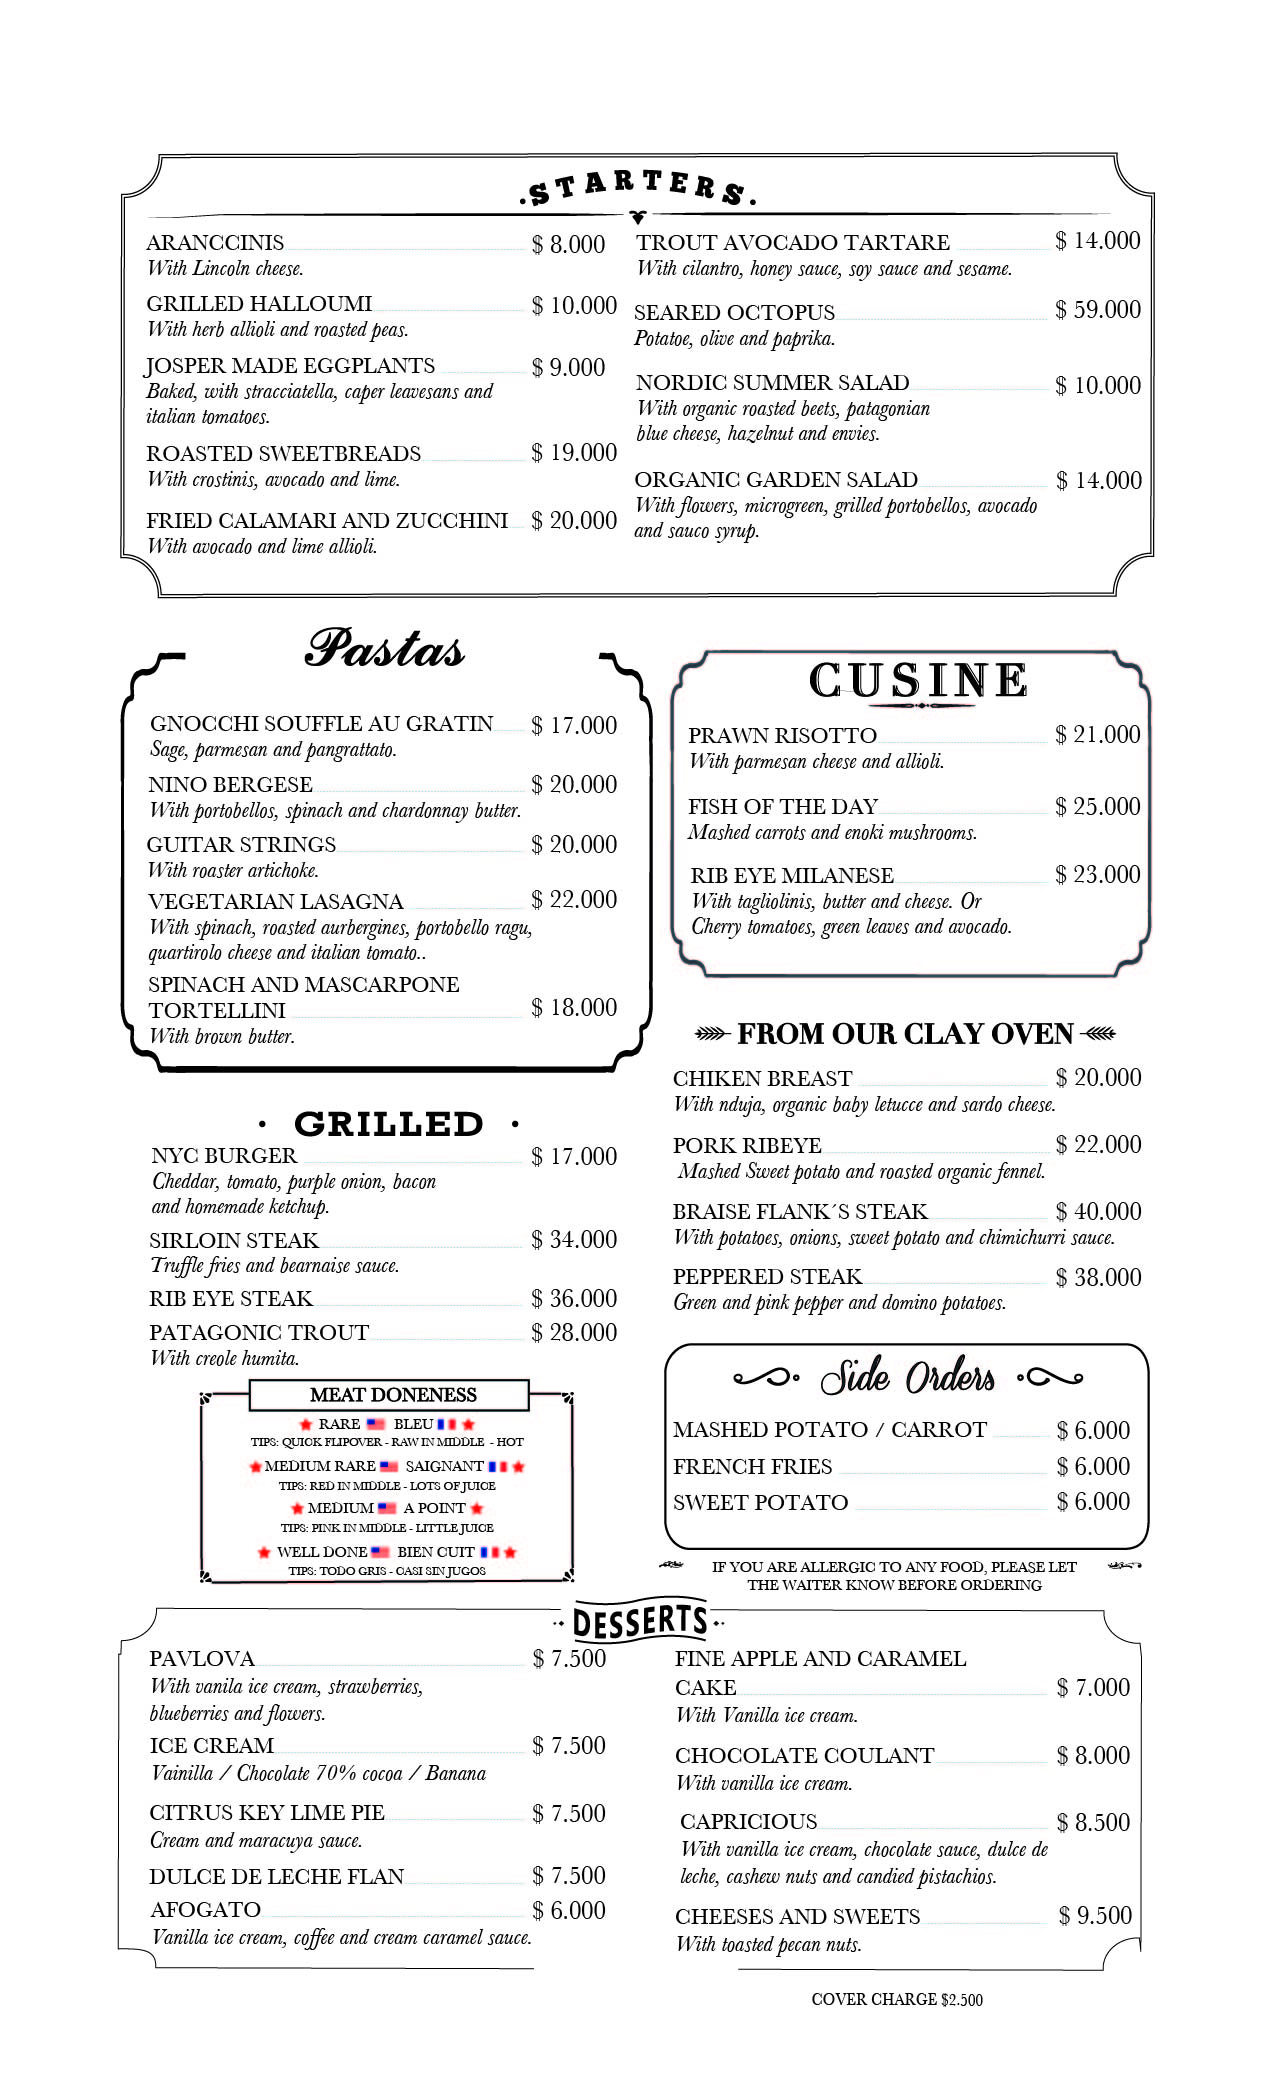 ·STARTERS·
ARANCCINIS $ 8.000
With Lincoln cheese.
GRILLED HALLOUMI $ 10.000
With herb allioli and roasted peas.
JOSPER MADE EGGPLANTS $ 9.000
Baked, with stracciatella, caper leavesans and
italian tomatoes.
ROASTED SWEETBREADS $ 19.000
With crostinis, avocado and lime.
FRIED CALAMARI AND ZUCCHINI $ 20.000
With avocado and lime allioli.
TROUT AVOCADO TARTARE $ 14.000
With cilantro, honey sauce, soy sauce and sesame.
SEARED OCTOPUS $ 59.000
Potatoe, olive and paprika.
NORDIC SUMMER SALAD $ 10.000
With organic roasted beets, patagonian
blue cheese, hazelnut and envies.
ORGANIC GARDEN SALAD $ 14.000
With flowers, microgreen, grilled portobellos, avocado
and sauco syrup.
Pastas
GNOCCHI SOUFFLE AU GRATIN $ 17.000
Sage, parmesan and pangrattato.
NINO BERGESE $ 20.000
With portobellos, spinach and chardonnay butter.
GUITAR STRINGS $ 20.000
With roaster artichoke.
VEGETARIAN LASAGNA $ 22.000
With spinach, roasted aurbergines, portobello ragu,
quartirolo cheese and italian tomato..
SPINACH AND MASCARPONE
TORTELLINI $ 18.000
With brown butter.
CUSINE
PRAWN RISOTTO $ 21.000
With parmesan cheese and allioli.
FISH OF THE DAY $ 25.000
Mashed carrots and enoki mushrooms.
RIB EYE MILANESE $ 23.000
With tagliolinis, butter and cheese. Or
Cherry tomatoes, green leaves and avocado.
· GRILLED ·
NYC BURGER $ 17.000
Cheddar, tomato, purple onion, bacon
and homemade ketchup.
SIRLOIN STEAK $ 34.000
Truffle fries and bearnaise sauce.
RIB EYE STEAK $ 36.000
PATAGONIC TROUT $ 28.000
With creole humita.
FROM OUR CLAY OVEN
CHIKEN BREAST $ 20.000
With nduja, organic baby letucce and sardo cheese.
PORK RIBEYE $ 22.000
Mashed Sweet potato and roasted organic fennel.
BRAISE FLANK´S STEAK $ 40.000
With potatoes, onions, sweet potato and chimichurri sauce.
PEPPERED STEAK $ 38.000
Green and pink pepper and domino potatoes.
MEAT DONENESS
RARE BLEU
TIPS: QUICK FLIPOVER - RAW IN MIDDLE - HOT
MEDIUM RARE SAIGNANT
TIPS: RED IN MIDDLE - LOTS OF JUICE
MEDIUM A POINT
TIPS: PINK IN MIDDLE - LITTLE JUICE
WELL DONE BIEN CUIT
TIPS: TODO GRIS - CASI SIN JUGOS
Side Orders
MASHED POTATO / CARROT $ 6.000
FRENCH FRIES $ 6.000
SWEET POTATO $ 6.000
IF YOU ARE ALLERGIC TO ANY FOOD, PLEASE LET
THE WAITER KNOW BEFORE ORDERING
DESSERTS
PAVLOVA $ 7.500
With vanila ice cream, strawberries,
blueberries and flowers.
ICE CREAM $ 7.500
Vainilla / Chocolate 70% cocoa / Banana
CITRUS KEY LIME PIE $ 7.500
Cream and maracuya sauce.
DULCE DE LECHE FLAN $ 7.500
AFOGATO $ 6.000
Vanilla ice cream, coffee and cream caramel sauce.
FINE APPLE AND CARAMEL
CAKE $ 7.000
With Vanilla ice cream.
CHOCOLATE COULANT $ 8.000
With vanilla ice cream.
CAPRICIOUS $ 8.500
With vanilla ice cream, chocolate sauce, dulce de
leche, cashew nuts and candied pistachios.
CHEESES AND SWEETS $ 9.500
With toasted pecan nuts.
COVER CHARGE $2.500